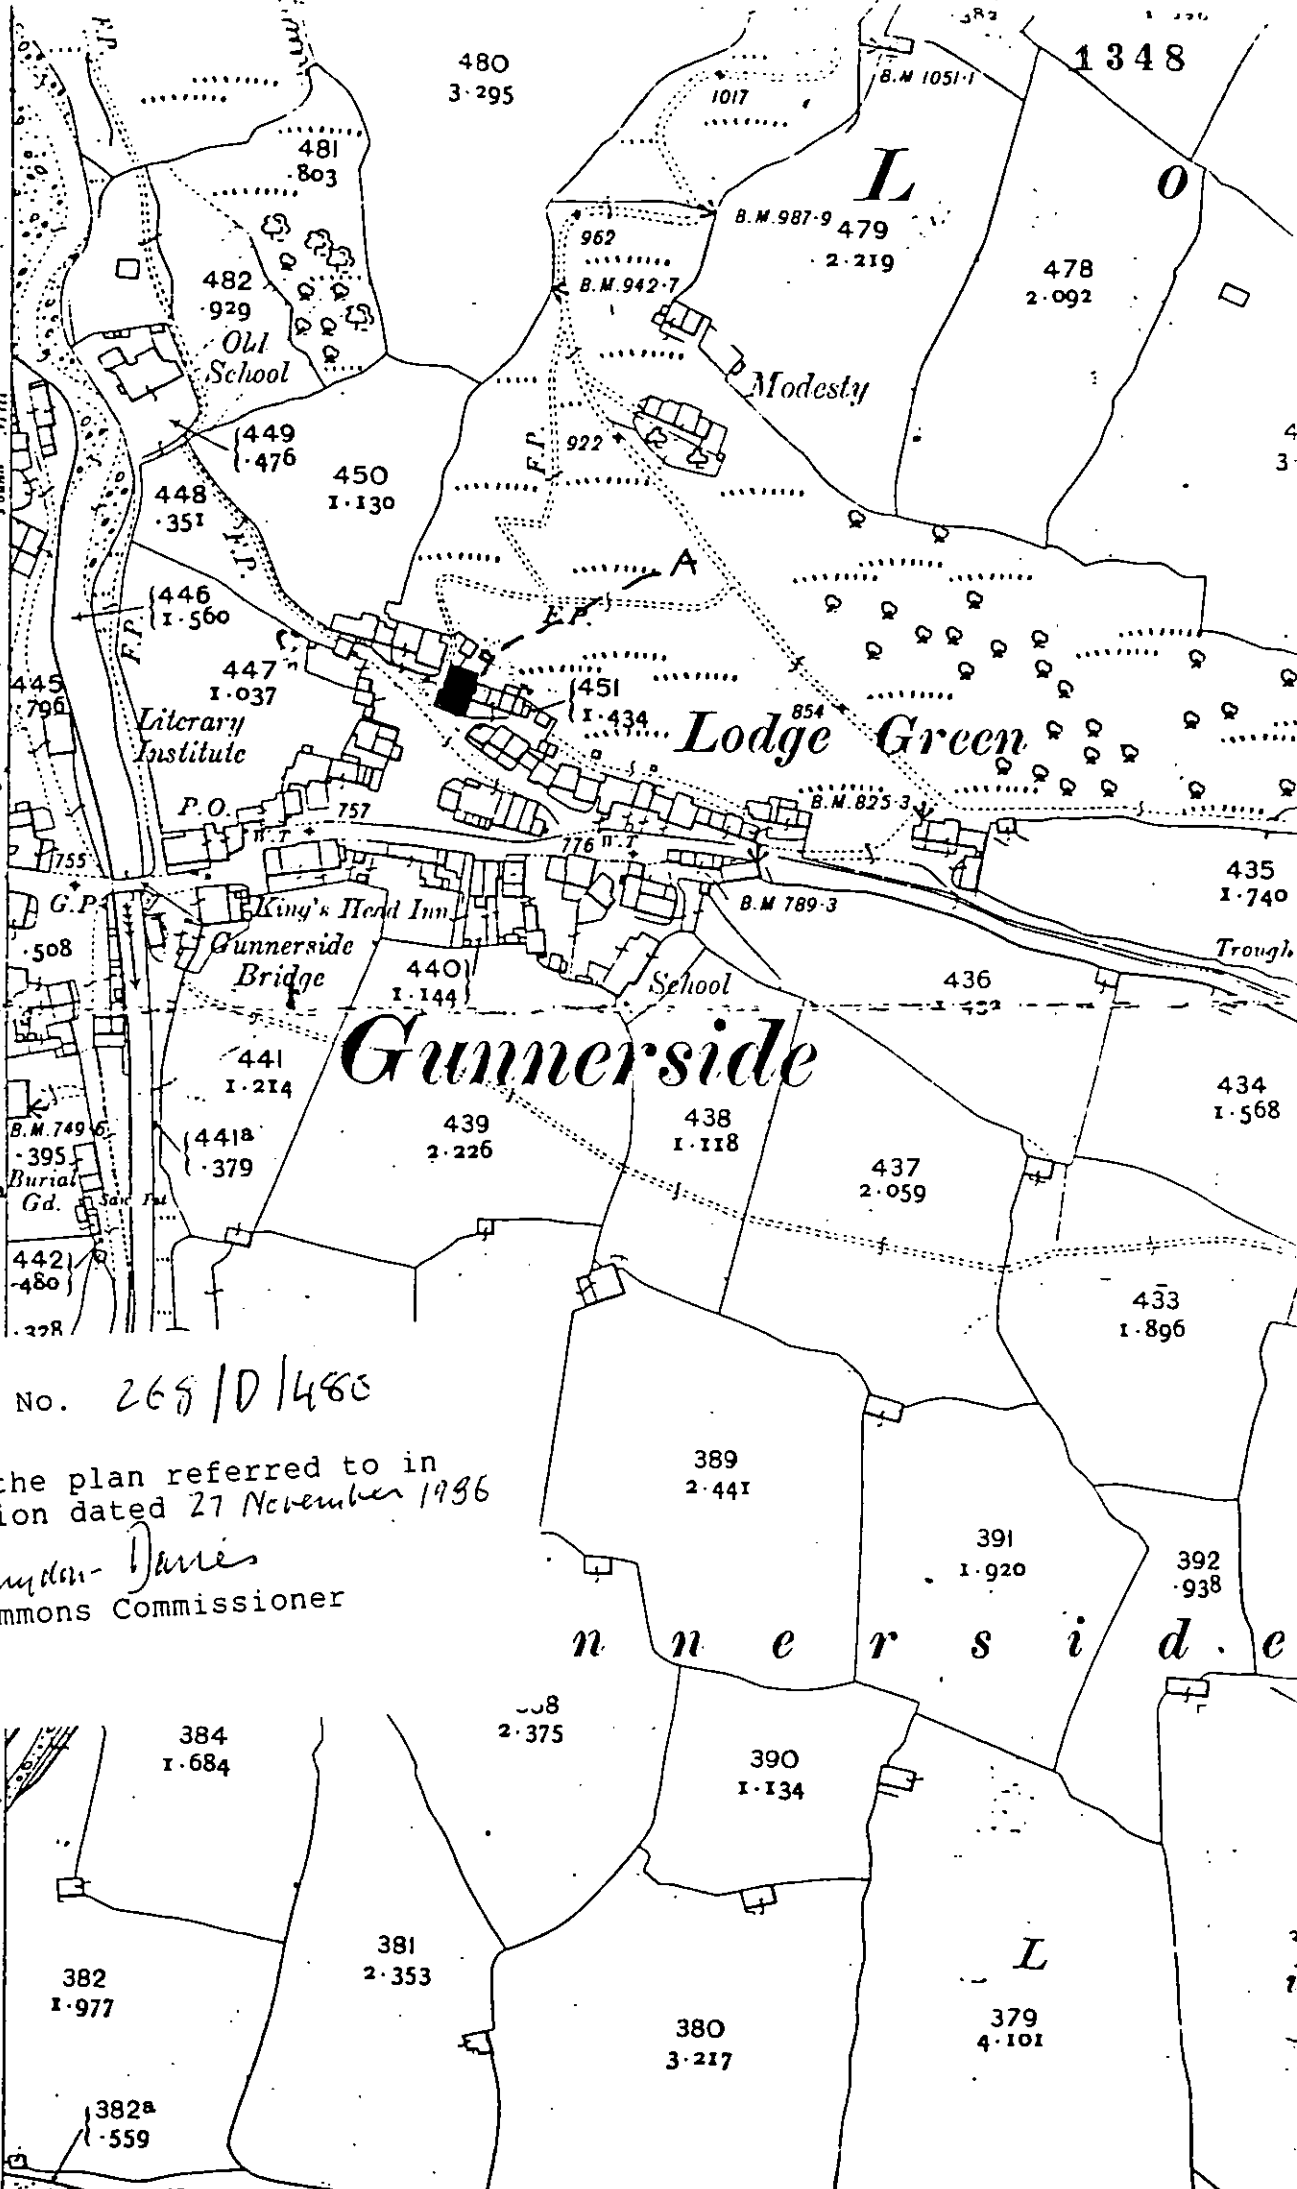 1348
480
3·295
F.P.
1017
B.M 1051·1
481
·803
L
o
B.M.987·9
479
2·219
962
478
2·092
482
·929
B.M.942·7
Old
School
Modesty
449
·476
922
F.P.
450
1·130
448
·351
F.P.
A
446
1·560
F.P.
F.P.
447
1·037
445
·796
451
1·434
Literary
Institute
Lodge Green
854
P.O.
757
B.M.825·3
W.T
776
W.T
755
435
1·740
G.P.
King's Head Inn
B.M 789·3
·508
Gunnerside
Bridge
Trough
440
1·144
School
436
Gunnerside
441
1·214
434
1·568
439
2·226
438
1·118
B.M.749·6
·395
441a
·379
437
2·059
Burial
Gd.
442
·480
433
1·896
·328
No. 268/D/480
the plan referred to in
ion dated 27 November 1986
Davies
mmons Commissioner
389
2·441
391
1·920
392
·938
n n e r s i d e
384
1·684
2·375
390
1·134
381
2·353
L
382
1·977
380
3·217
379
4·101
382a
·559